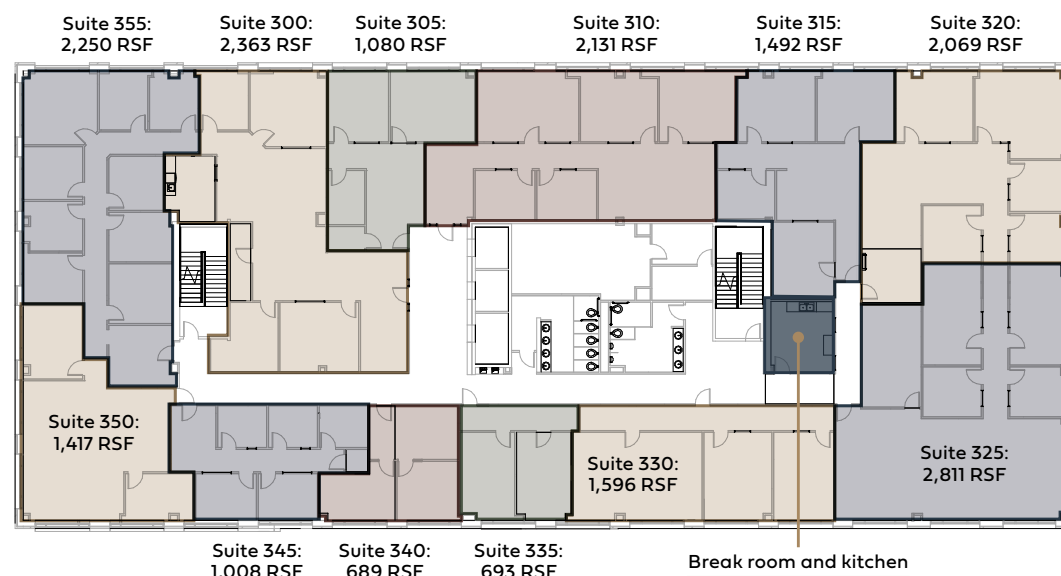 Suite 355:
2,250 RSF
Suite 300:
2,363 RSF
Suite 305:
1,080 RSF
Suite 310:
2,131 RSF
Suite 315:
1,492 RSF
Suite 320:
2,069 RSF
Suite 350:
1,417 RSF
Suite 330:
1,596 RSF
Suite 325:
2,811 RSF
Suite 345:
1,008 RSF
Suite 340:
689 RSF
Suite 335:
693 RSF
Break room and kitchen